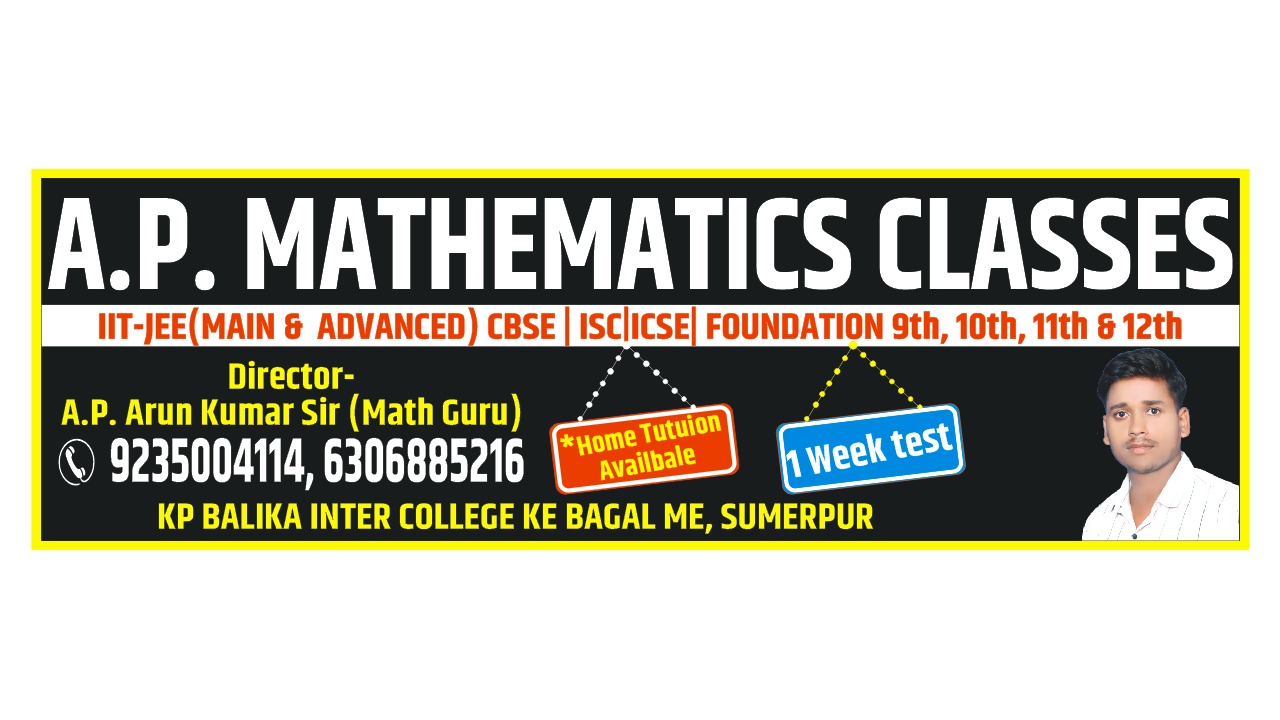 A.P. MATHEMATICS CLASSES
IIT-JEE(MAIN & ADVANCED) CBSE | ISC|ICSE| FOUNDATION 9th, 10th, 11th & 12th
Director-
A.P. Arun Kumar Sir (Math Guru)
9235004114, 6306885216
*Home Tutuion
Availbale
1 Week test
KP BALIKA INTER COLLEGE KE BAGAL ME, SUMERPUR